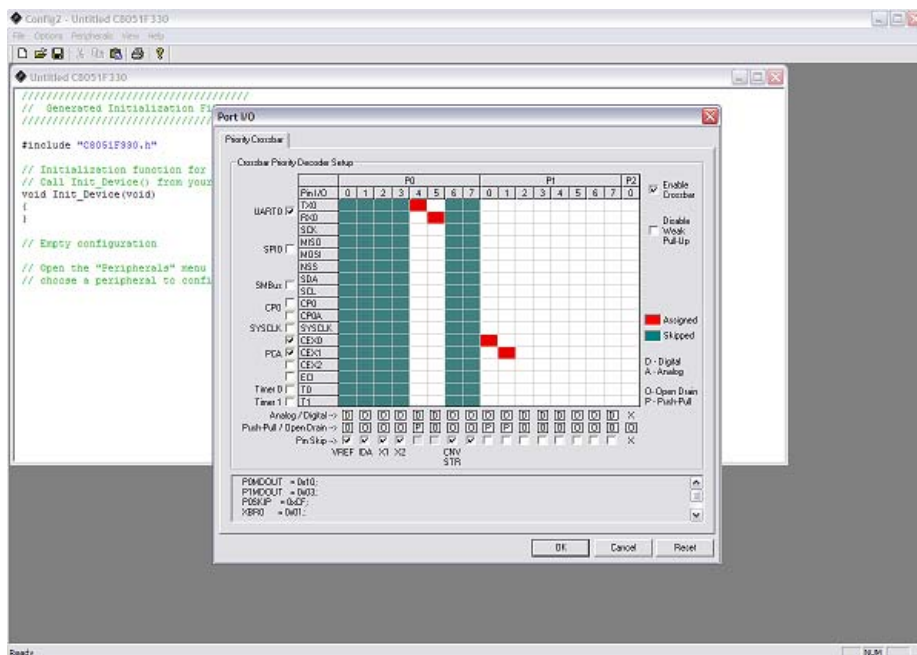 Config2 - Untitled C8051F330
File Options Peripherals View Help
Untitled C8051F330
/////////////////////////////////////
// Generated Initialization Fi
/////////////////////////////////
#include "C8051F330.h"
// Initialization function for
// Call Init_Device() from your
void Init_Device(void)
{
}
// Empty configuration
// Open the "Peripherals" menu
// choose a peripheral to confi
Port I/O
Priority Crossbar
Crossbar Priority Decoder Setup
P0 P1 P2
Pin I/O 0 1 2 3 4 5 6 7 0 1 2 3 4 5 6 7 0
UART0 TX0
RX0
SCK
SPI0 MISO
MOSI
NSS
SMBus SDA
SCL
CP0 CP0
CP0A
SYSCLK SYSCLK
CEX0
PCA CEX1
CEX2
ECI
Timer 0 T0
Timer 1 T1
Analog / Digital ->
Push-Pull / Open Drain ->
Pin Skip ->
VREF IDA X1 X2 CNV
STR
Enable
Crossbar
Disable
Weak
Pull-Up
Assigned
Skipped
D - Digital
A - Analog
O- Open Drain
P - Push-Pull
P0MDOUT = 0x10;
P1MDOUT = 0x03;
P0SKIP = 0xCF;
XBR0 = 0x01;
OK Cancel Reset
Ready NUM